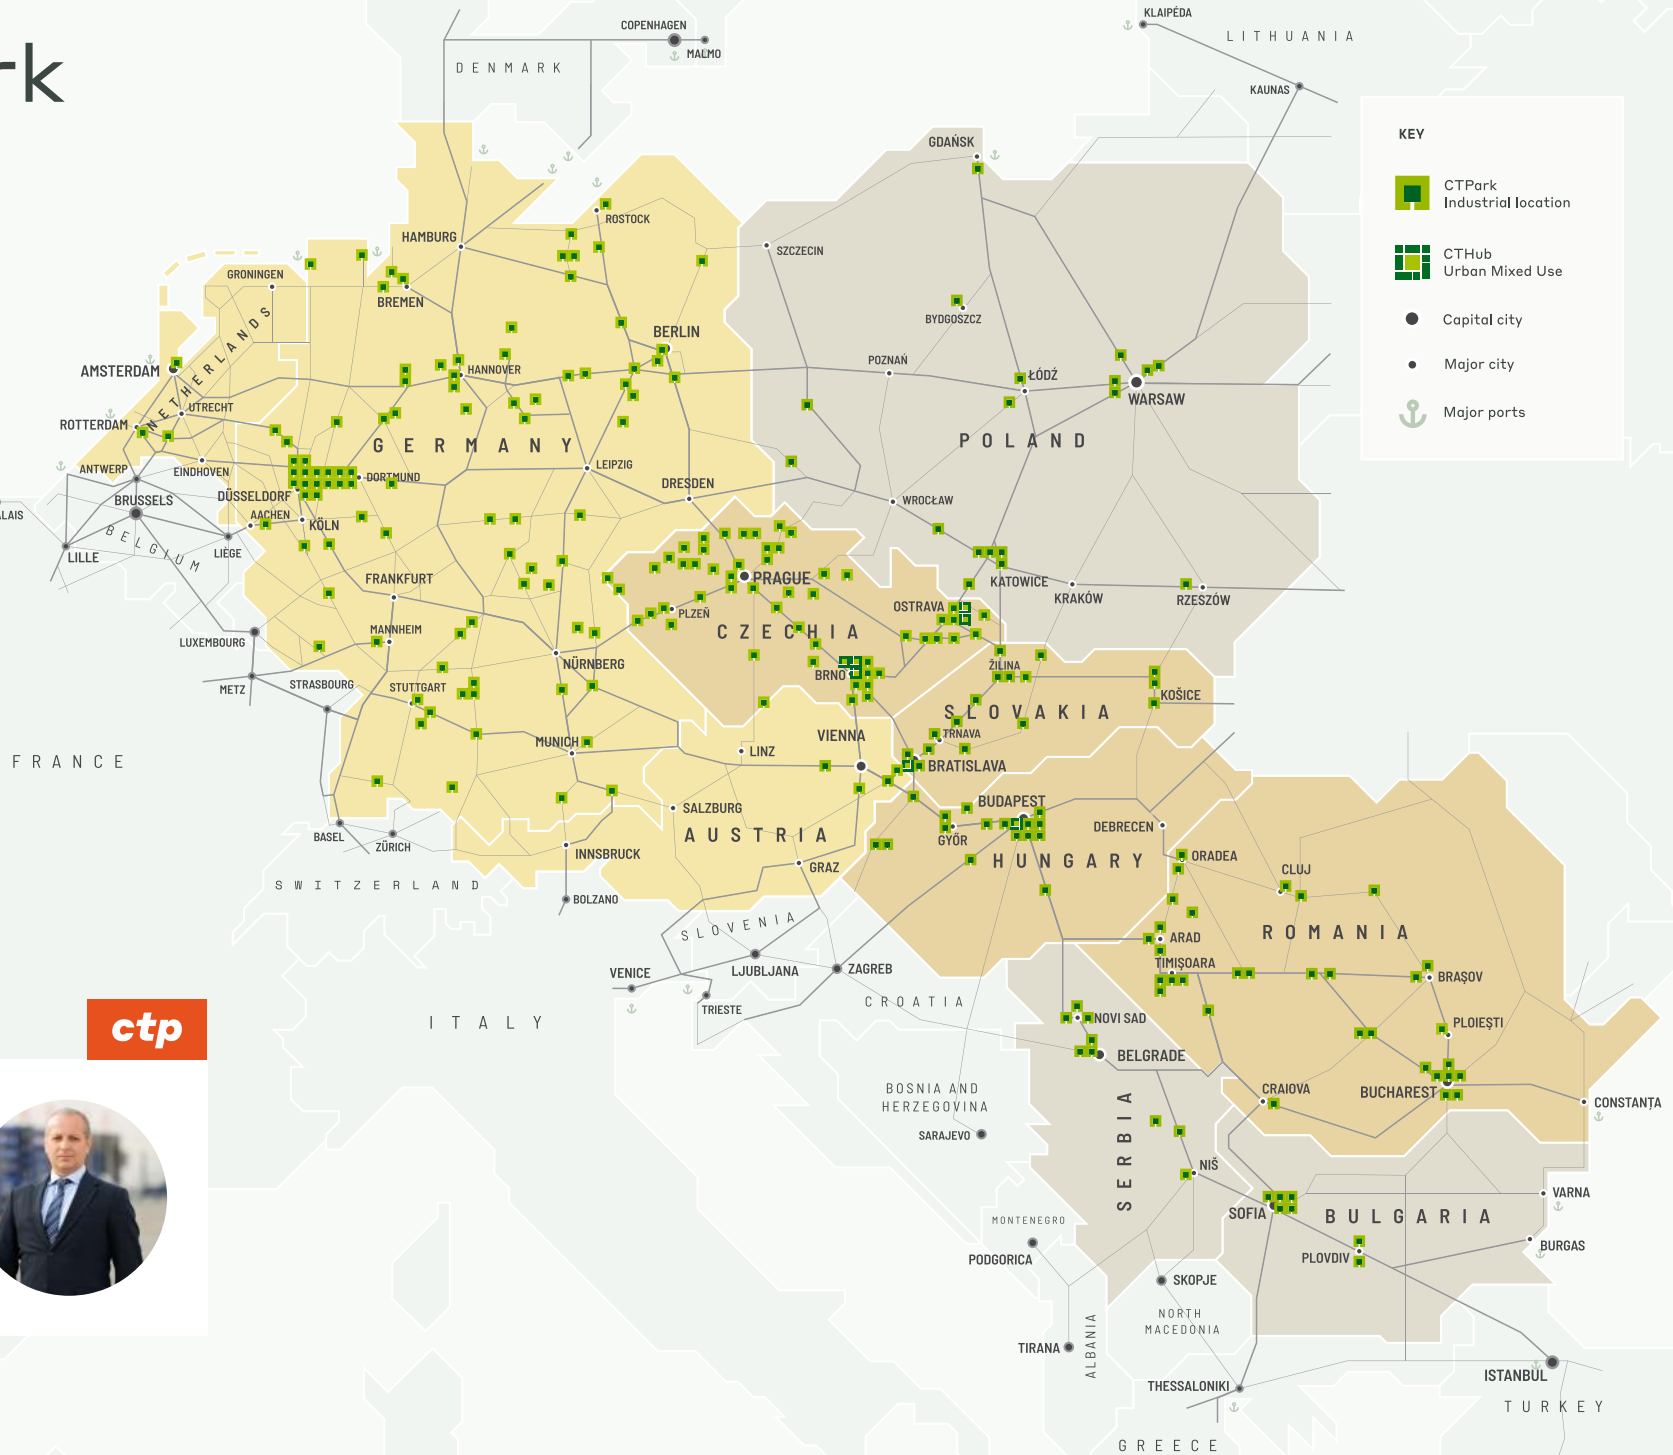 rk
KLAIPĖDA
LITHUANIA
COPENHAGEN
MALMO
DENMARK
KAUNAS
KEY
CTPark
Industrial location
CTHub
Urban Mixed Use
Capital city
Major city
Major ports
GDAŃSK
ROSTOCK
HAMBURG
SZCZECIN
GRONINGEN
BREMEN
BYDGOSZCZ
BERLIN
NETHERLANDS
AMSTERDAM
HANNOVER
POZNAŃ
ŁÓDŹ
WARSAW
UTRECHT
ROTTERDAM
GERMANY
POLAND
ANTWERP
EINDHOVEN
DORTMUND
LEIPZIG
DRESDEN
BRUSSELS
DÜSSELDORF
WROCŁAW
LAIS
AACHEN
KÖLN
BELGIUM
LIÈGE
LILLE
FRANKFURT
PRAGUE
KATOWICE
KRAKÓW
RZESZÓW
OSTRAVA
PLZEŇ
MANNHEIM
CZECHIA
LUXEMBOURG
NÜRNBERG
ŽILINA
BRNO
METZ
STRASBOURG
STUTTGART
KOŠICE
SLOVAKIA
VIENNA
TRNAVA
MUNICH
LINZ
FRANCE
BRATISLAVA
SALZBURG
BUDAPEST
BASEL
ZÜRICH
AUSTRIA
GYŐR
DEBRECEN
INNSBRUCK
HUNGARY
ORADEA
GRAZ
CLUJ
SWITZERLAND
BOLZANO
SLOVENIA
ARAD
ROMANIA
TIMIȘOARA
VENICE
LJUBLJANA
ZAGREB
BRAȘOV
TRIESTE
CROATIA
ITALY
NOVI SAD
PLOIEȘTI
ctp
BELGRADE
BOSNIA AND
HERZEGOVINA
CRAIOVA
BUCHAREST
CONSTANȚA
SARAJEVO
SERBIA
NIŠ
VARNA
SOFIA
BULGARIA
MONTENEGRO
PODGORICA
PLOVDIV
BURGAS
SKOPJE
NORTH
MACEDONIA
TIRANA
ALBANIA
ISTANBUL
THESSALONIKI
TURKEY
GREECE